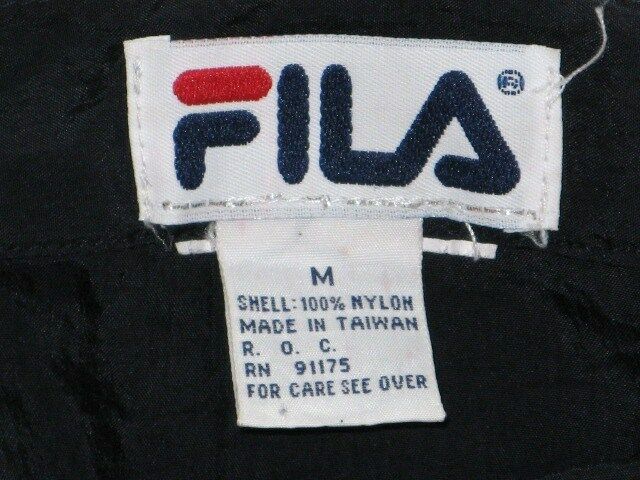 FILA®
M
SHELL: 100% NYLON
MADE IN TAIWAN
R. O. C.
RN 91175
FOR CARE SEE OVER